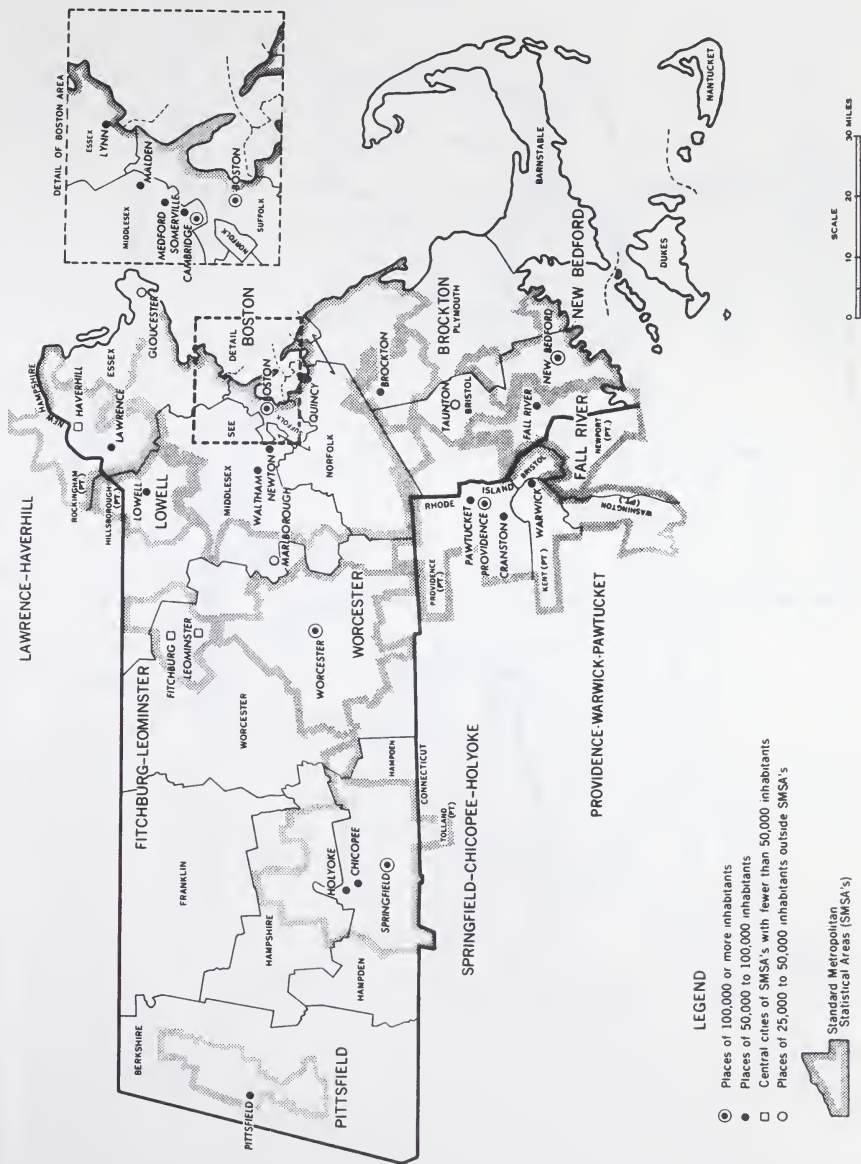 LAWRENCE-HAVERHILL
NEW HAMPSHIRE
ROCKINGHAM
(PT.)
HILLSBOROUGH
(PT.)
HAVERHILL
ESSEX
GLOUCESTER
LAWRENCE
LOWELL
LOWELL
DETAIL OF BOSTON AREA
ESSEX
LYNN
MIDDLESEX
MALDEN
MEDFORD
SOMERVILLE
CAMBRIDGE
BOSTON
NORFOLK
SUFFOLK
FITCHBURG-LEOMINSTER
FITCHBURG
LEOMINSTER
MIDDLESEX
WALTHAM
NEWTON
MARLBOROUGH
SEE
DETAIL
BOSTON
BOSTON
SUFFOLK
QUINCY
NORFOLK
BERKSHIRE
PITTSFIELD
PITTSFIELD
FRANKLIN
HAMPSHIRE
HAMPDEN
HOLYOKE
CHICOPEE
SPRINGFIELD
HAMPDEN
WORCESTER
WORCESTER
WORCESTER
BROCKTON
BROCKTON
PLYMOUTH
TAUNTON
BRISTOL
FALL RIVER
FALL RIVER
NEW BEDFORD
NEW BEDFORD
BARNSTABLE
DUKES
NANTUCKET
CONNECTICUT
TOLLAND
(PT)
RHODE
ISLAND
PROVIDENCE
(PT.)
PAWTUCKET
PROVIDENCE
CRANSTON
WARWICK
BRISTOL
KENT (PT.)
NEWPORT
(PT.)
WASHINGTON
(PT.)
SPRINGFIELD-CHICOPEE-HOLYOKE
PROVIDENCE-WARWICK-PAWTUCKET
LEGEND
Places of 100,000 or more inhabitants
Places of 50,000 to 100,000 inhabitants
Central cities of SMSA's with fewer than 50,000 inhabitants
Places of 25,000 to 50,000 inhabitants outside SMSA's
Standard Metropolitan
Statistical Areas (SMSA's)
SCALE
0 10 20 30 MILES